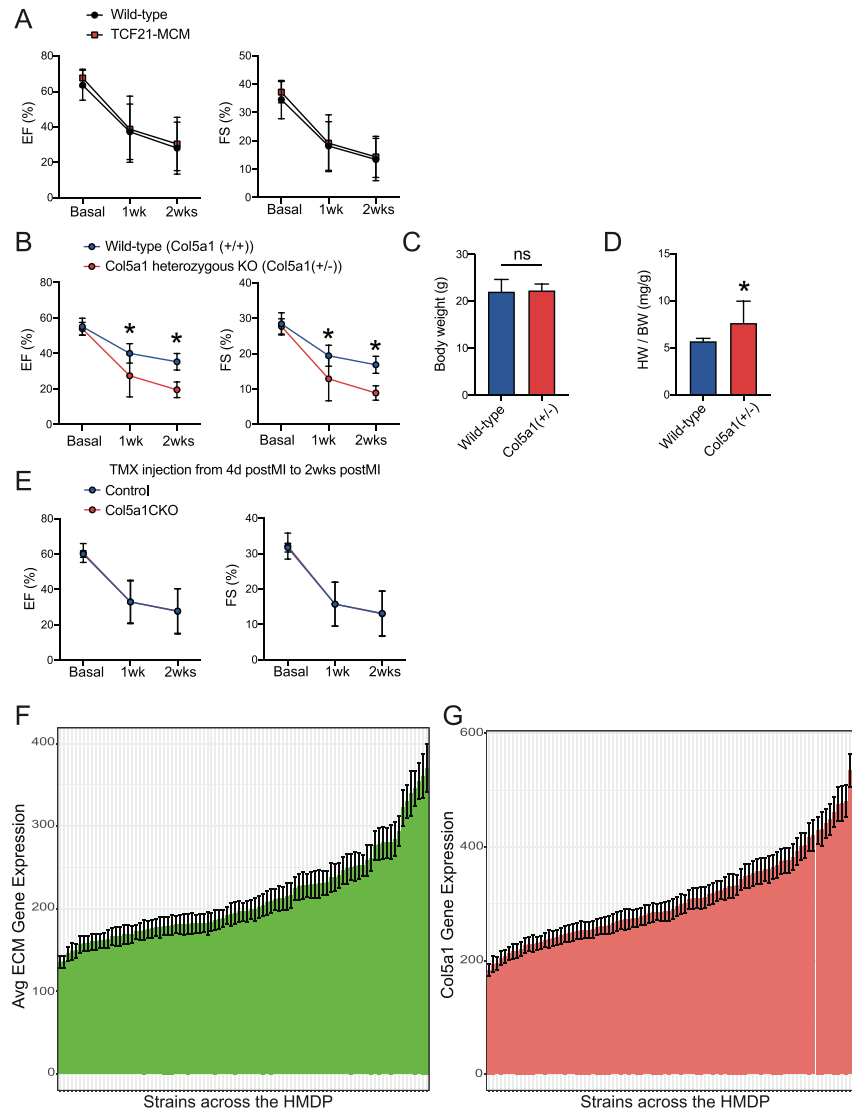 A
Wild-type
TCF21-MCM
EF (%)
80
60
40
20
0
Basal 1wk 2wks
FS (%)
50
40
30
20
10
0
Basal 1wk 2wks
B
Wild-type (Col5a1 (+/+))
Col5a1 heterozygous KO (Col5a1(+/-))
EF (%)
80
60
40
20
0
* *
Basal 1wk 2wks
FS (%)
40
30
20
10
0
* *
Basal 1wk 2wks
C
Body weight (g)
30
20
10
0
ns
Wild-type
Col5a1(+/-)
D
HW / BW (mg/g)
15
10
5
0
*
Wild-type
Col5a1(+/-)
TMX injection from 4d postMI to 2wks postMI
E
Control
Col5a1CKO
EF (%)
80
60
40
20
0
Basal 1wk 2wks
FS (%)
40
30
20
10
0
Basal 1wk 2wks
F
Avg ECM Gene Expression
400
300
200
100
0
Strains across the HMDP
G
Col5a1 Gene Expression
600
400
200
0
Strains across the HMDP